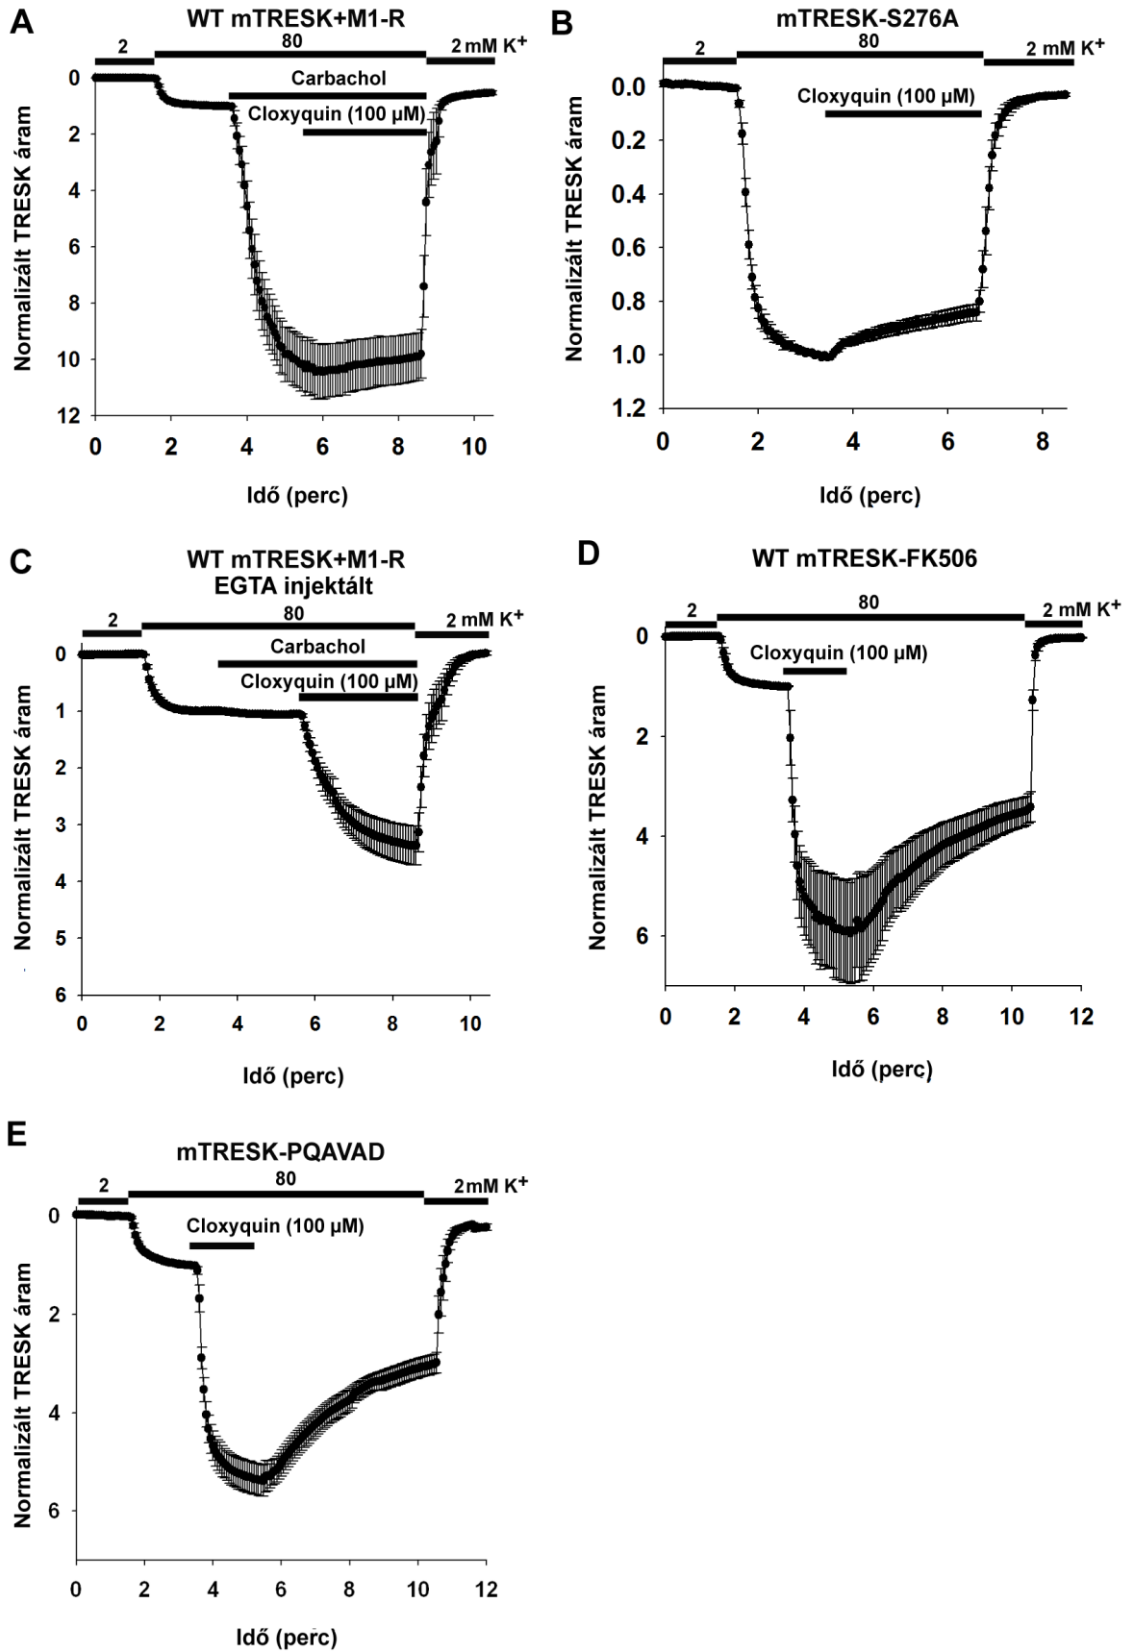 A
WT mTRESK+M1-R
2 80 2 mM K+
Carbachol
Cloxyquin (100 µM)
Normalizált TRESK áram
0
2
4
6
8
10
12
0 2 4 6 8 10
Idő (perc)
B
mTRESK-S276A
2 80 2 mM K+
Cloxyquin (100 µM)
Normalizált TRESK áram
0.0
0.2
0.4
0.6
0.8
1.0
1.2
0 2 4 6 8
Idő (perc)
C
WT mTRESK+M1-R
EGTA injektált
2 80 2 mM K+
Carbachol
Cloxyquin (100 µM)
Normalizált TRESK áram
0
1
2
3
4
5
6
0 2 4 6 8 10
Idő (perc)
D
WT mTRESK-FK506
2 80 2 mM K+
Cloxyquin (100 µM)
Normalizált TRESK áram
0
2
4
6
0 2 4 6 8 10 12
Idő (perc)
E
mTRESK-PQAVAD
2 80 2mM K+
Cloxyquin (100 µM)
Normalizált TRESK áram
0
2
4
6
0 2 4 6 8 10 12
Idő (perc)